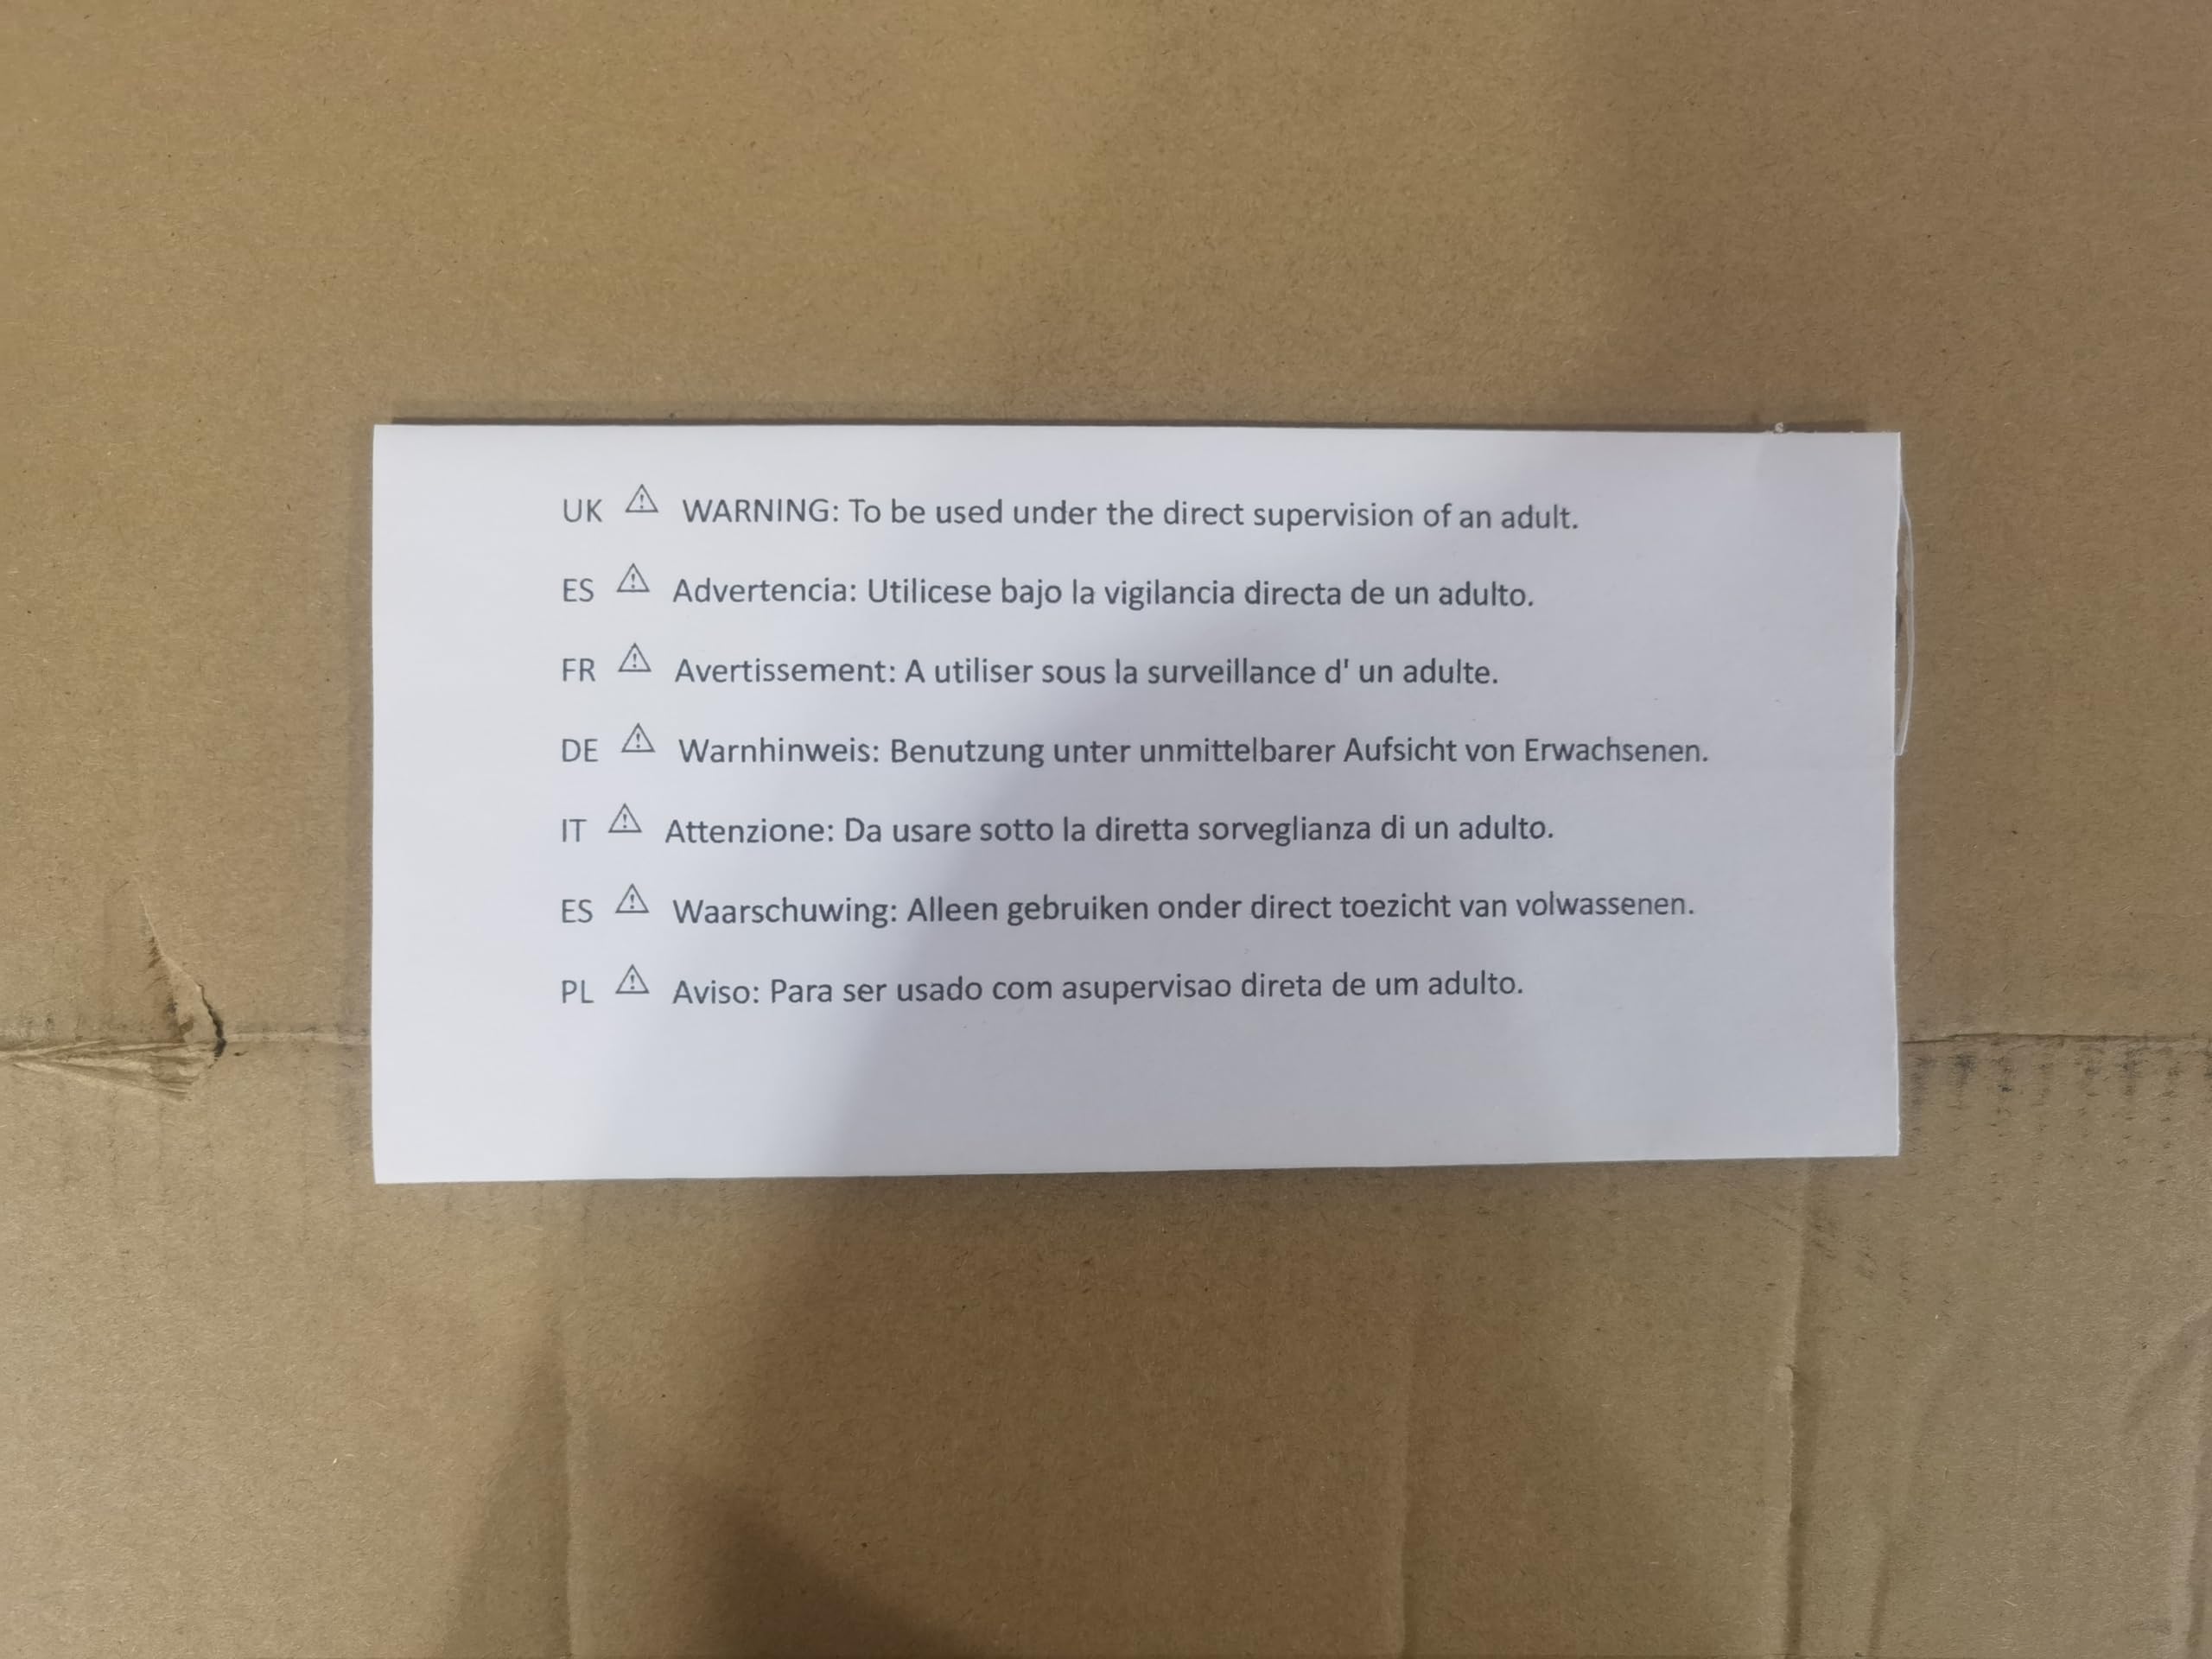 UK ⚠ WARNING: To be used under the direct supervision of an adult.
ES ⚠ Advertencia: Utilicese bajo la vigilancia directa de un adulto.
FR ⚠ Avertissement: A utiliser sous la surveillance d' un adulte.
DE ⚠ Warnhinweis: Benutzung unter unmittelbarer Aufsicht von Erwachsenen.
IT ⚠ Attenzione: Da usare sotto la diretta sorveglianza di un adulto.
ES ⚠ Waarschuwing: Alleen gebruiken onder direct toezicht van volwassenen.
PL ⚠ Aviso: Para ser usado com asupervisao direta de um adulto.